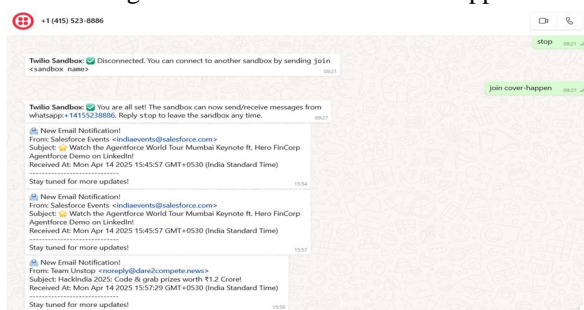 +1 (415) 523-8886
stop 08:21
Twilio Sandbox: ✅ Disconnected. You can connect to another sandbox by sending join
<sandbox name>
08:21
join cover-happen 09:27
Twilio Sandbox: ✅ You are all set! The sandbox can now send/receive messages from
whatsapp:+14155238886. Reply stop to leave the sandbox any time.
09:27
📩 New Email Notification!
From: Salesforce Events <indiaevents@salesforce.com>
Subject: 🌟 Watch the Agentforce World Tour Mumbai Keynote ft. Hero FinCorp
Agentforce Demo on LinkedIn!
Received At: Mon Apr 14 2025 15:45:57 GMT+0530 (India Standard Time)
----------------------------
Stay tuned for more updates!
15:54
📩 New Email Notification!
From: Salesforce Events <indiaevents@salesforce.com>
Subject: 🌟 Watch the Agentforce World Tour Mumbai Keynote ft. Hero FinCorp
Agentforce Demo on LinkedIn!
Received At: Mon Apr 14 2025 15:45:57 GMT+0530 (India Standard Time)
----------------------------
Stay tuned for more updates!
15:57
📩 New Email Notification!
From: Team Unstop <noreply@dare2compete.news>
Subject: HackIndia 2025: Code & grab prizes worth ₹1.2 Crore!
Received At: Mon Apr 14 2025 15:57:29 GMT+0530 (India Standard Time)
----------------------------
Stay tuned for more updates!
15:58